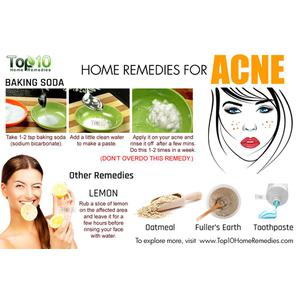 Top10
Home Remedies
HOME REMEDIES FOR ACNE
BAKING SODA
Take 1-2 tsp baking soda
(sodium bicarbonate).
Add a little clean water
to make a paste.
Apply it on your acne and
rinse it off after a few mins.
Do this 1-2 times in a week.
(DON'T OVERDO THIS REMEDY.)
Other Remedies
LEMON
Rub a slice of lemon
on the affected area
and leave it for a
few hours before
rinsing your face
with water.
Oatmeal
Fuller's Earth
Toothpaste
To explore more, visit www.Top10HomeRemedies.com